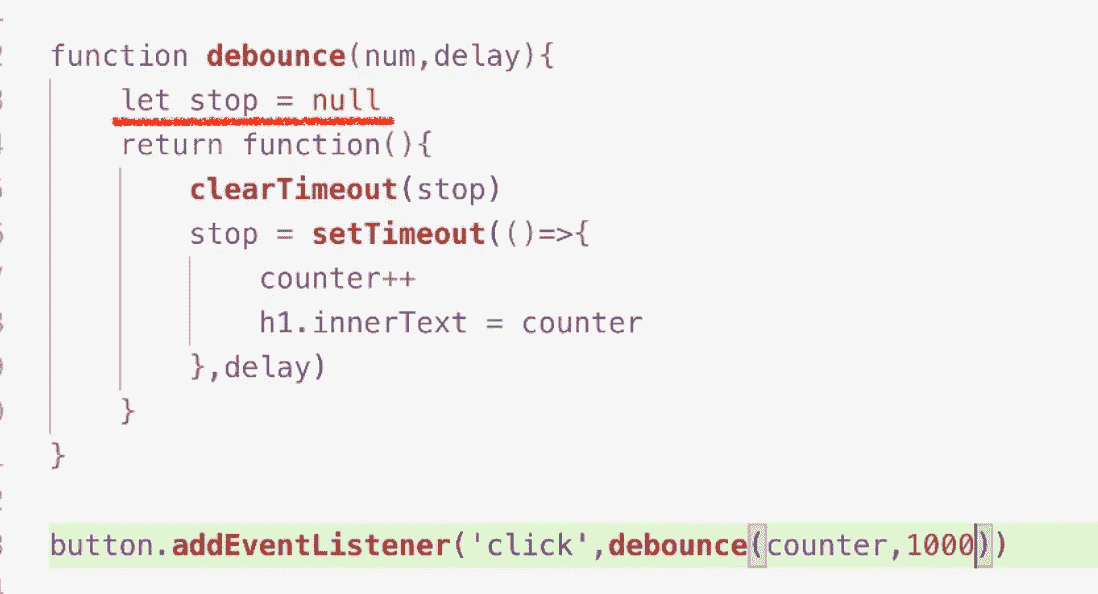 function debounce(num,delay){
let stop = null
return function(){
clearTimeout(stop)
stop = setTimeout(()=>{
counter++
h1.innerText = counter
},delay)
}
}
button.addEventListener('click',debounce(counter,1000))